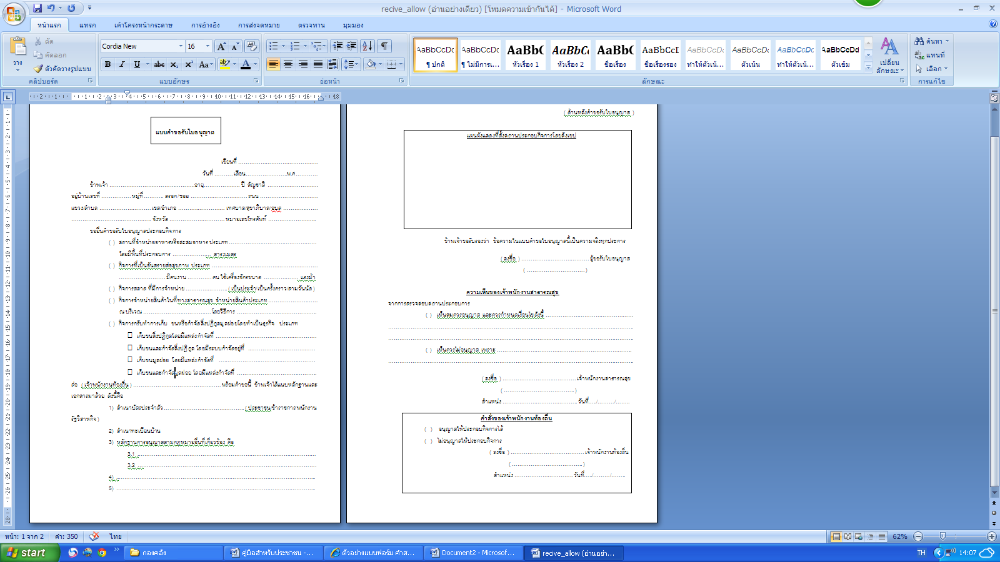 recive_allow (อ่านอย่างเดียว) [โหมดความเข้ากันได้] - Microsoft Word
หน้าแรก แทรก เค้าโครงหน้ากระดาษ การอ้างอิง การส่งจดหมาย ตรวจทาน มุมมอง
วาง
ตัด
คัดลอก
ตัวคัดวางรูปแบบ
คลิปบอร์ด
Cordia New 16
แบบอักษร
ย่อหน้า
AaBbCcDc AaBbCcDc AaBbC AaBbCc AaBbC AaBbCcI AaBbCcDc AaBbCcDc AaBbCcDc AaBbCcDd
¶ ปกติ ¶ ไม่มีการเ... หัวเรื่อง 1 หัวเรื่อง 2 ชื่อเรื่อง ชื่อเรื่องรอง ทำให้ตัวเน้... ตัวเน้น ทำให้ตัวเน้... ตัวเข้ม
ลักษณะ
เปลี่ยนลักษณะ
ค้นหา
แทนที่
เลือก
การแก้ไข
แบบคำขอรับใบอนุญาต
เขียนที่ ............................................
วันที่ ........... เดือน.......................พ.ศ.............
ข้าพเจ้า ...............................................อายุ.................... ปี สัญชาติ ............................
อยู่บ้านเลขที่ ................. หมู่ที่ ........... ตรอก/ซอย ............................... ถนน ................................
แขวง/ตำบล ............................ เขต/อำเภอ .......................... เทศบาล/สุขาภิบาล/อบต ...................
............................................ จังหวัด .............................. หมายเลขโทรศัพท์ ...........................
ขอยื่นคำขอรับใบอนุญาตประกอบกิจการ
( ) สถานที่จำหน่ายอาหารหรือสะสมอาหาร ประเภท ................................................
โดยมีพื้นที่ประกอบการ ..................... ตารางเมตร
( ) กิจการที่เป็นอันตรายต่อสุขภาพ ประเภท ..........................................................
.......................... มีคนงาน ............. คน ใช้เครื่องจักรขนาด ................... แรงม้า
( ) กิจการตลาด ที่มีการจำหน่าย ....................... ( เป็นประจำ/เป็นครั้งคราว/ตามวันนัด )
( ) กิจการจำหน่ายสินค้าในที่ทางสาธารณสุข จำหน่ายสินค้าประเภท ...........................
ณ บริเวณ ..................................... โดยวิธีการ ............................................
( ) กิจการกรับทำการเก็บ ขนหรือกำจัดสิ่งปฏิกูลมูลฝอยโดยทำเป็นธุรกิจ ประเภท
☐ เก็บขนสิ่งปฏิกูลโดยมีแหล่งกำจัดที่ .......................................................
☐ เก็บขนและกำจัดสิ่งปฏิกูล โดยมีระบบกำจัดอยู่ที่ .....................................
☐ เก็บขนมูลฝอย โดยมีแหล่งกำจัดที่ .....................................................
☐ เก็บขนและกำจัดมูลฝอย โดยมีแหล่งกำจัดที่ ............................................
ต่อ ( เจ้าพนักงานท้องถิ่น ) ................................................ พร้อมคำขอนี้ ข้าพเจ้าได้แนบหลักฐานและ
เอกสารมาด้วย ดังนี้คือ
1) สำเนาบัตรประจำตัว ............................................ ( ประชาชน/ข้าราชการ/พนักงาน
รัฐวิสาหกิจ )
2) สำเนาทะเบียนบ้าน
3) หลักฐานการอนุญาตตามกฎหมายอื่นที่เกี่ยวข้อง คือ
3.1 ..................................................................................................
3.2 ..................................................................................................
4) .............................................................................................................
5) .............................................................................................................
( ด้านหลังคำขอรับใบอนุญาต )
แผนผังแสดงที่ตั้งสถานประกอบกิจการโดยสังเขป
ข้าพเจ้าขอรับรองว่า ข้อความในแบบคำขอใบอนุญาตนี้เป็นความจริงทุกประการ
( ลงชื่อ ) ..................................... ผู้ขอรับใบอนุญาต
( ................................ )
ความเห็นของเจ้าพนักงานสาธารณสุข
จากการตรวจสอบสถานประกอบการ
( ) เห็นสมควรอนุญาต และควรกำหนดเงื่อนไขดังนี้ ................................................
......................................................................................................................................
......................................................................................................................................
( ) เห็นควรไม่อนุญาต เพราะ ..........................................................................
......................................................................................................................................
( ลงชื่อ ) ........................................ เจ้าพนักงานสาธารณสุข
( ....................................... )
ตำแหน่ง ......................................... วันที่..../........../........
คำสั่งของเจ้าพนักงานท้องถิ่น
( ) อนุญาตให้ประกอบกิจการได้
( ) ไม่อนุญาตให้ประกอบกิจการ
( ลงชื่อ ) ........................................ เจ้าพนักงานท้องถิ่น
( ....................................... )
ตำแหน่ง ................................ วันที่..../........./........
หน้า: 1 จาก 2 คำ: 350 ไทย 62%
start กองคลัง คู่มือสำหรับประชาชน -... ตัวอย่างแบบฟอร์ม คำส... Document2 - Microsof... recive_allow (อ่านอย่า... TH 14:07